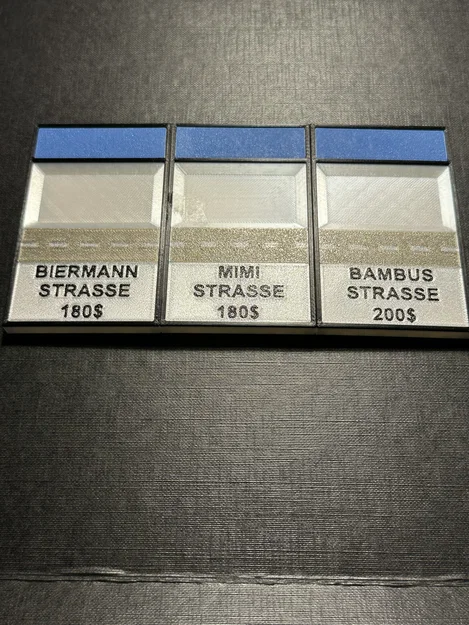 BIERMANN
STRASSE
180$
MIMI
STRASSE
180$
BAMBUS
STRASSE
200$